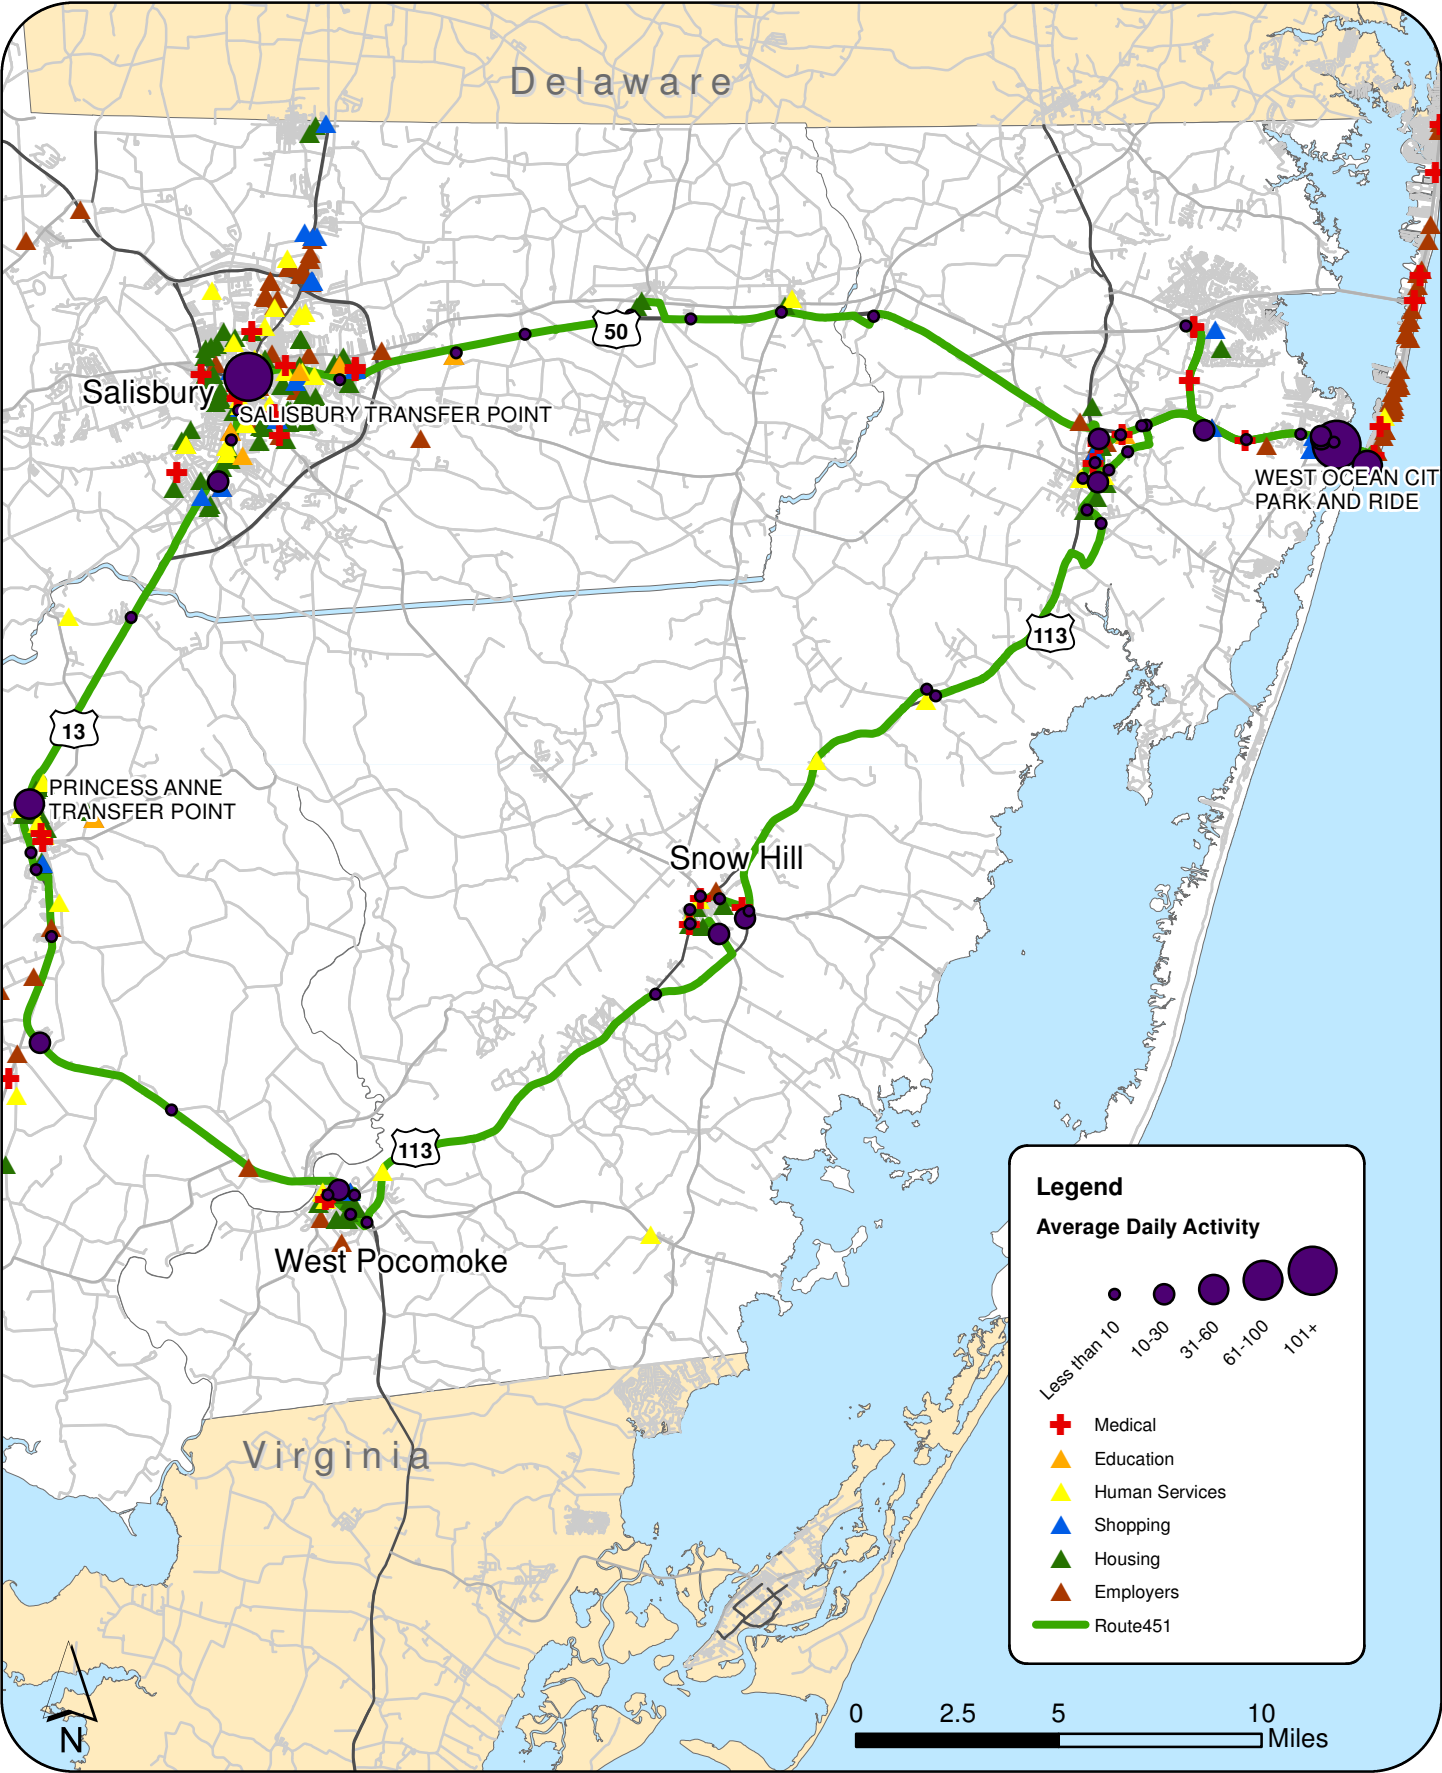 Delaware
50
Salisbury
SALISBURY TRANSFER POINT
WEST OCEAN CIT
PARK AND RIDE
113
13
PRINCESS ANNE
TRANSFER POINT
Snow Hill
113
West Pocomoke
Virginia
Legend
Average Daily Activity
Less than 10
10-30
31-60
61-100
101+
Medical
Education
Human Services
Shopping
Housing
Employers
Route451
N
0 2.5 5 10
Miles